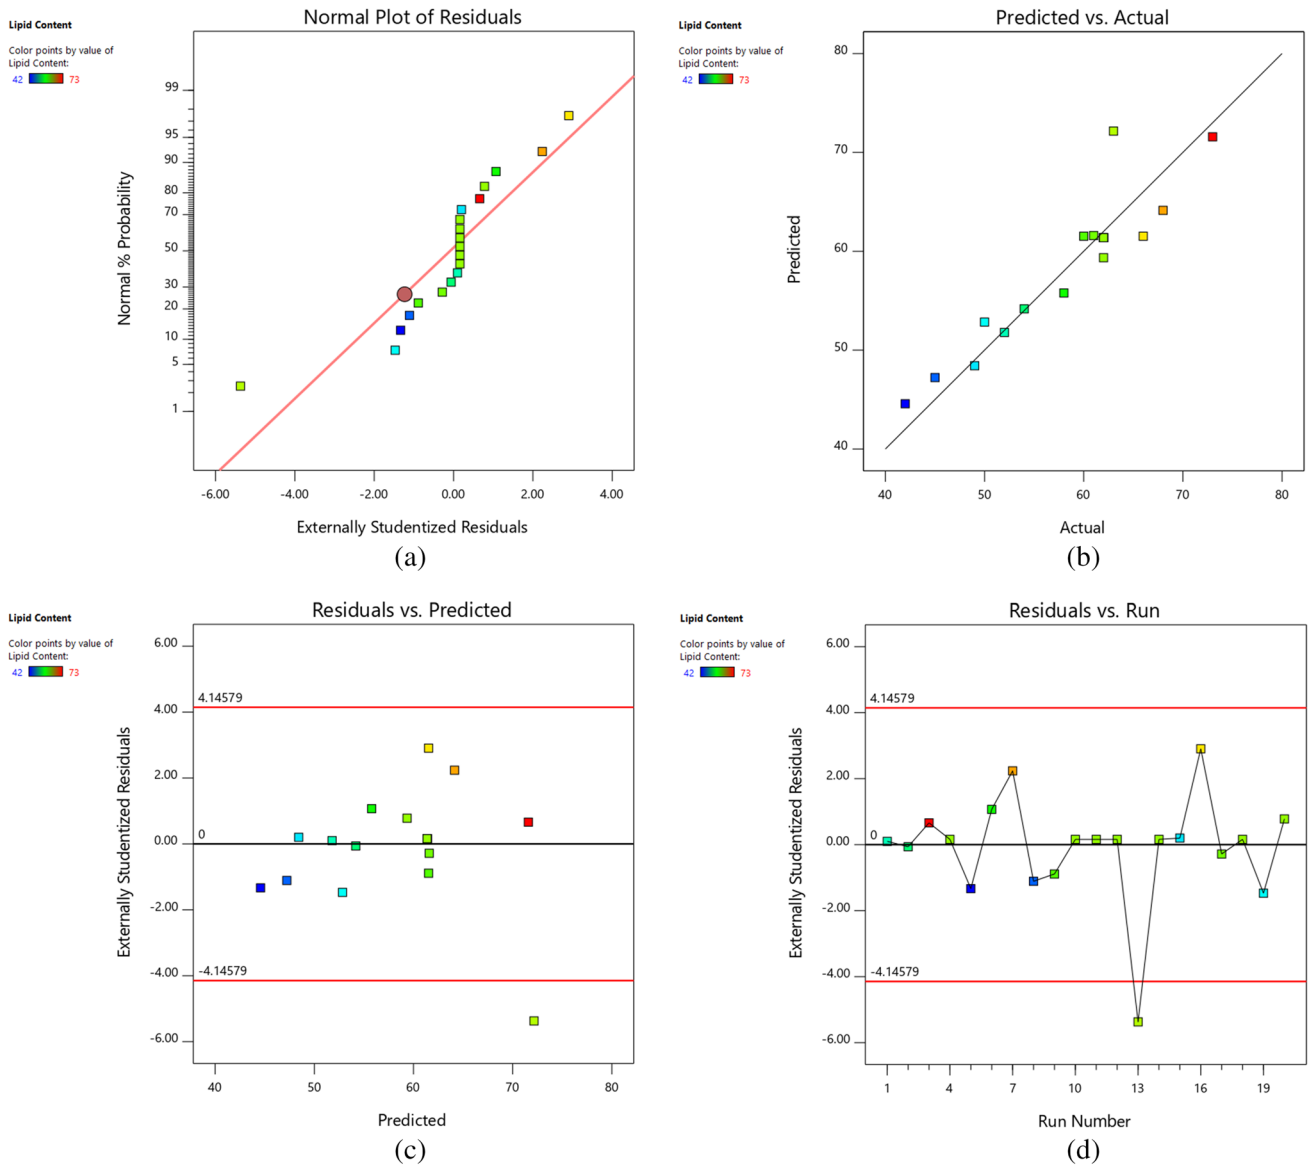 Lipid Content
Color points by value of
Lipid Content:
42 73
Normal Plot of Residuals
Normal % Probability
99
95
90
80
70
50
30
20
10
5
1
-6.00 -4.00 -2.00 0.00 2.00 4.00
Externally Studentized Residuals
(a)
Lipid Content
Color points by value of
Lipid Content:
42 73
Predicted vs. Actual
Predicted
80
70
60
50
40
40 50 60 70 80
Actual
(b)
Lipid Content
Color points by value of
Lipid Content:
42 73
Residuals vs. Predicted
Externally Studentized Residuals
6.00
4.00
2.00
0.00
-2.00
-4.00
-6.00
4.14579
0
-4.14579
40 50 60 70 80
Predicted
(c)
Lipid Content
Color points by value of
Lipid Content:
42 73
Residuals vs. Run
Externally Studentized Residuals
6.00
4.00
2.00
0.00
-2.00
-4.00
-6.00
4.14579
0
-4.14579
1 4 7 10 13 16 19
Run Number
(d)